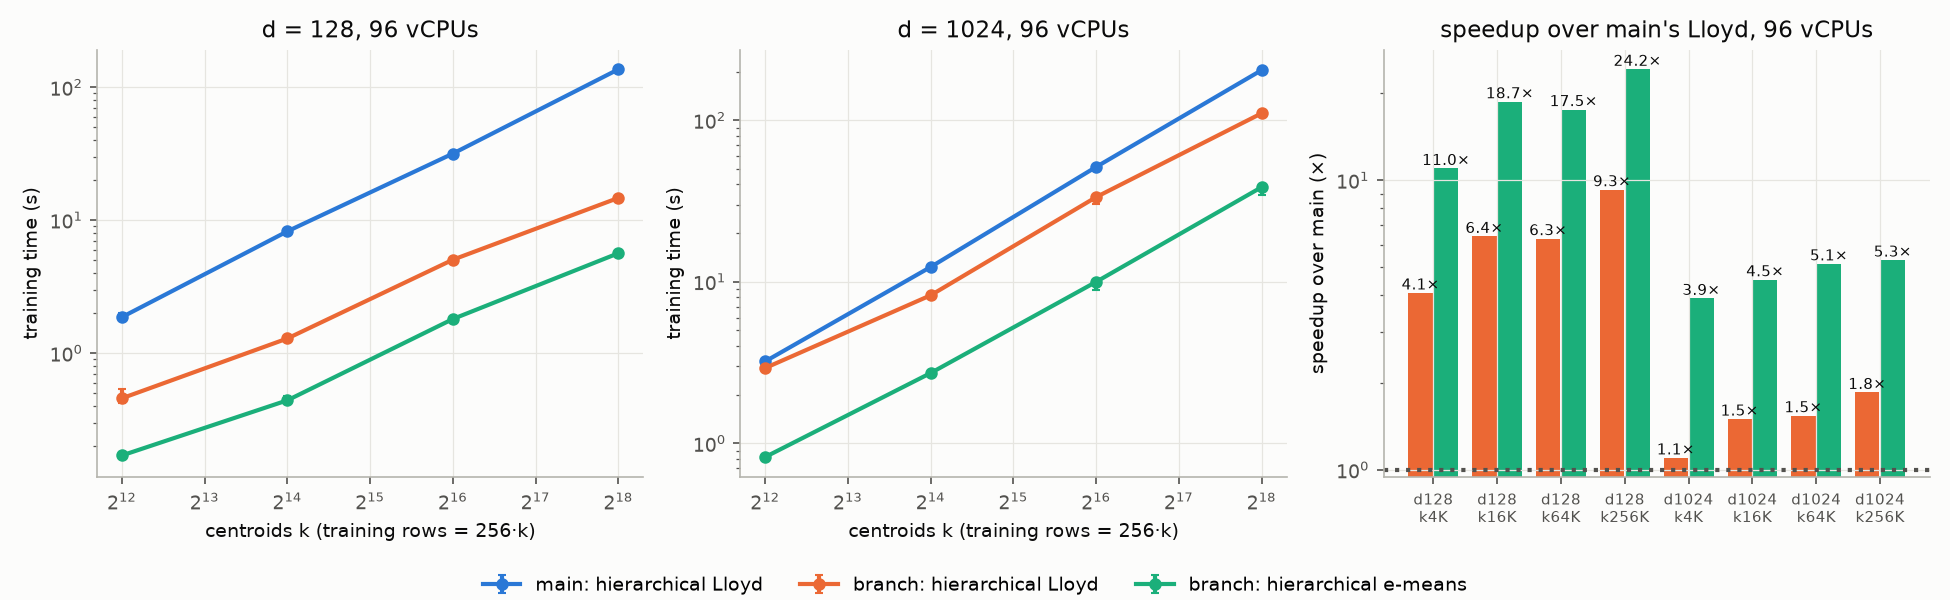 d = 128, 96 vCPUs
training time (s)
10²
10¹
10⁰
2¹² 2¹³ 2¹⁴ 2¹⁵ 2¹⁶ 2¹⁷ 2¹⁸
centroids k (training rows = 256·k)
d = 1024, 96 vCPUs
training time (s)
10²
10¹
10⁰
2¹² 2¹³ 2¹⁴ 2¹⁵ 2¹⁶ 2¹⁷ 2¹⁸
centroids k (training rows = 256·k)
speedup over main's Lloyd, 96 vCPUs
speedup over main (×)
10¹
10⁰
4.1× 11.0× 6.4× 18.7× 6.3× 17.5× 9.3× 24.2× 1.1× 3.9× 1.5× 4.5× 1.5× 5.1× 1.8× 5.3×
d128 d128 d128 d128 d1024 d1024 d1024 d1024
k4K k16K k64K k256K k4K k16K k64K k256K
main: hierarchical Lloyd branch: hierarchical Lloyd branch: hierarchical e-means